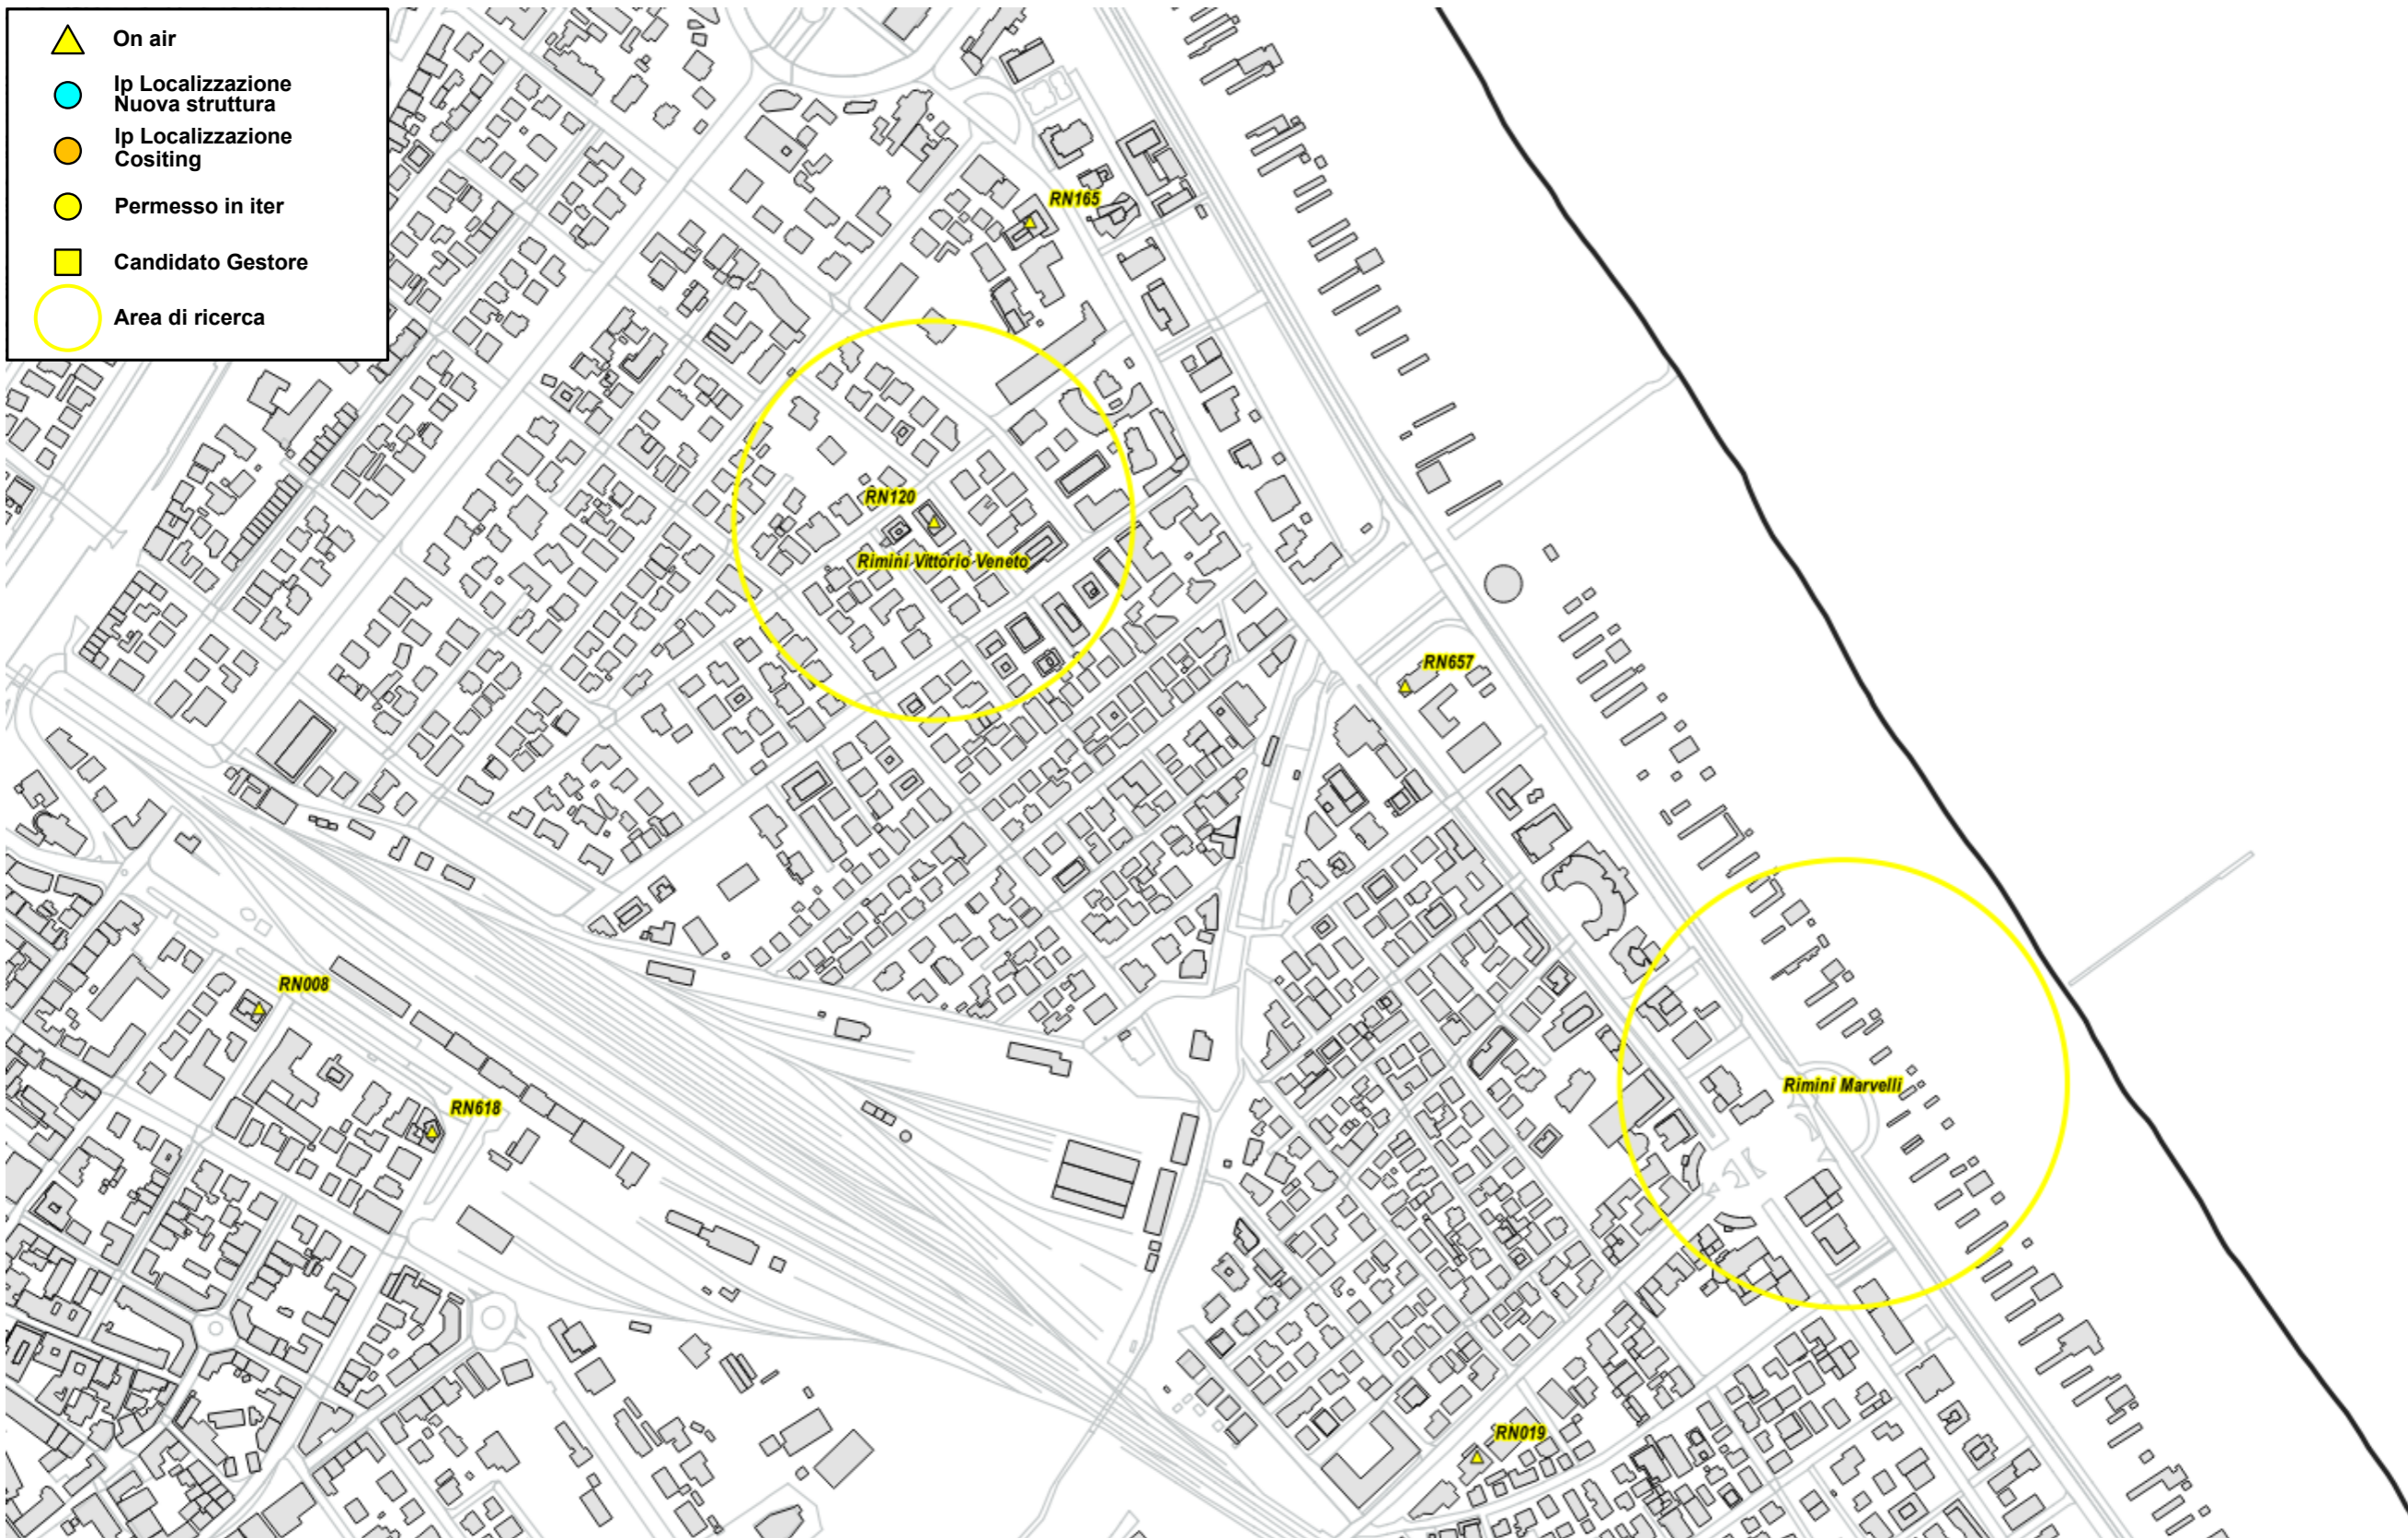 On air
Ip Localizzazione
Nuova struttura
Ip Localizzazione
Cositing
Permesso in iter
Candidato Gestore
Area di ricerca
RN165
RN120
Rimini Vittorio Veneto
RN657
RN008
Rimini Marvelli
RN618
RN019